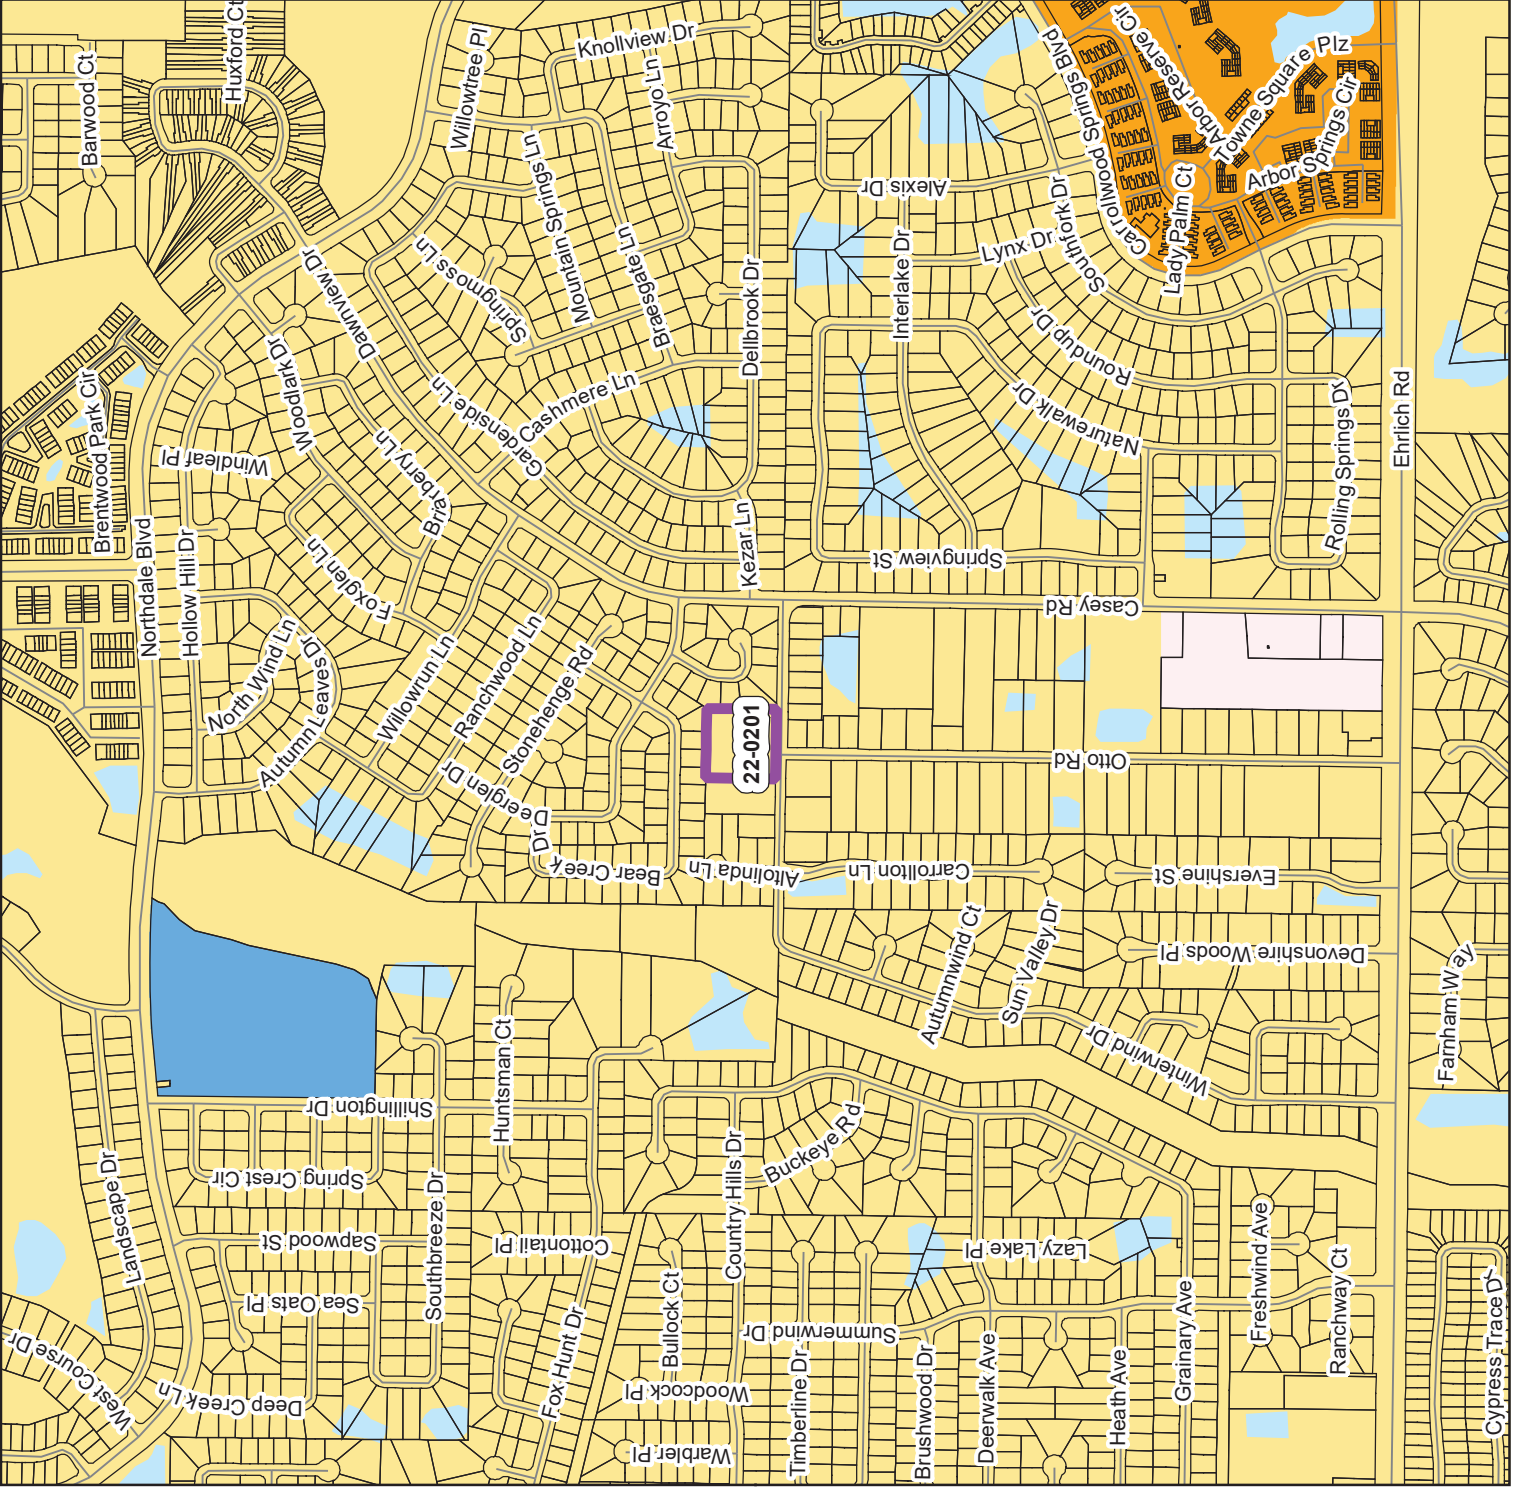 Huxford Ct
Barwood Ct
Willowtree Pl
Knollview Dr
Arroyo Ln
Mountain Springs Ln
Alexis Dr
Carrollwood Springs Blvd
Arbor Reserve Cir
Towne Square Plz
Arbor Springs Cir
Lady Palm Ct
Southfork Dr
Lynx Dr
Interlake Dr
Roundup Dr
Naturewalk Dr
Rolling Springs Dr
Ehrlich Rd
Dawnview Dr
Springmoss Ln
Braesgate Ln
Dellbrook Dr
Woodlark Dr
Gardenside Ln
Cashmere Ln
Brentwood Park Cir
Windleaf Pl
Brierberry Ln
Kezar Ln
Springview St
Northdale Blvd
Hollow Hill Dr
Foxglen Ln
Casey Rd
North Wind Ln
Autumn Leaves Dr
Willowrun Ln
Ranchwood Ln
Stonehenge Rd
22-0201
Otto Rd
Deerglen Dr
Bear Creek Dr
Altolinda Ln
Carrollton Ln
Evershine St
Autumnwind Ct
Sun Valley Dr
Devonshire Woods Pl
Farnham Way
Huntsman Ct
Winterwind Dr
Shillington Dr
Buckeye Rd
Landscape Dr
Spring Crest Cir
Southbreeze Dr
Country Hills Dr
Sapwood St
Cottontail Pl
Lazy Lake Pl
Freshwind Ave
Sea Oats Pl
Bullock Ct
Summerwind Dr
Grainary Ave
Ranchway Ct
Cypress Trace Dr
West Course Dr
Deep Creek Ln
Fox Hunt Dr
Woodcock Pl
Timberline Dr
Brushwood Dr
Deerwalk Ave
Heath Ave
Warbler Pl